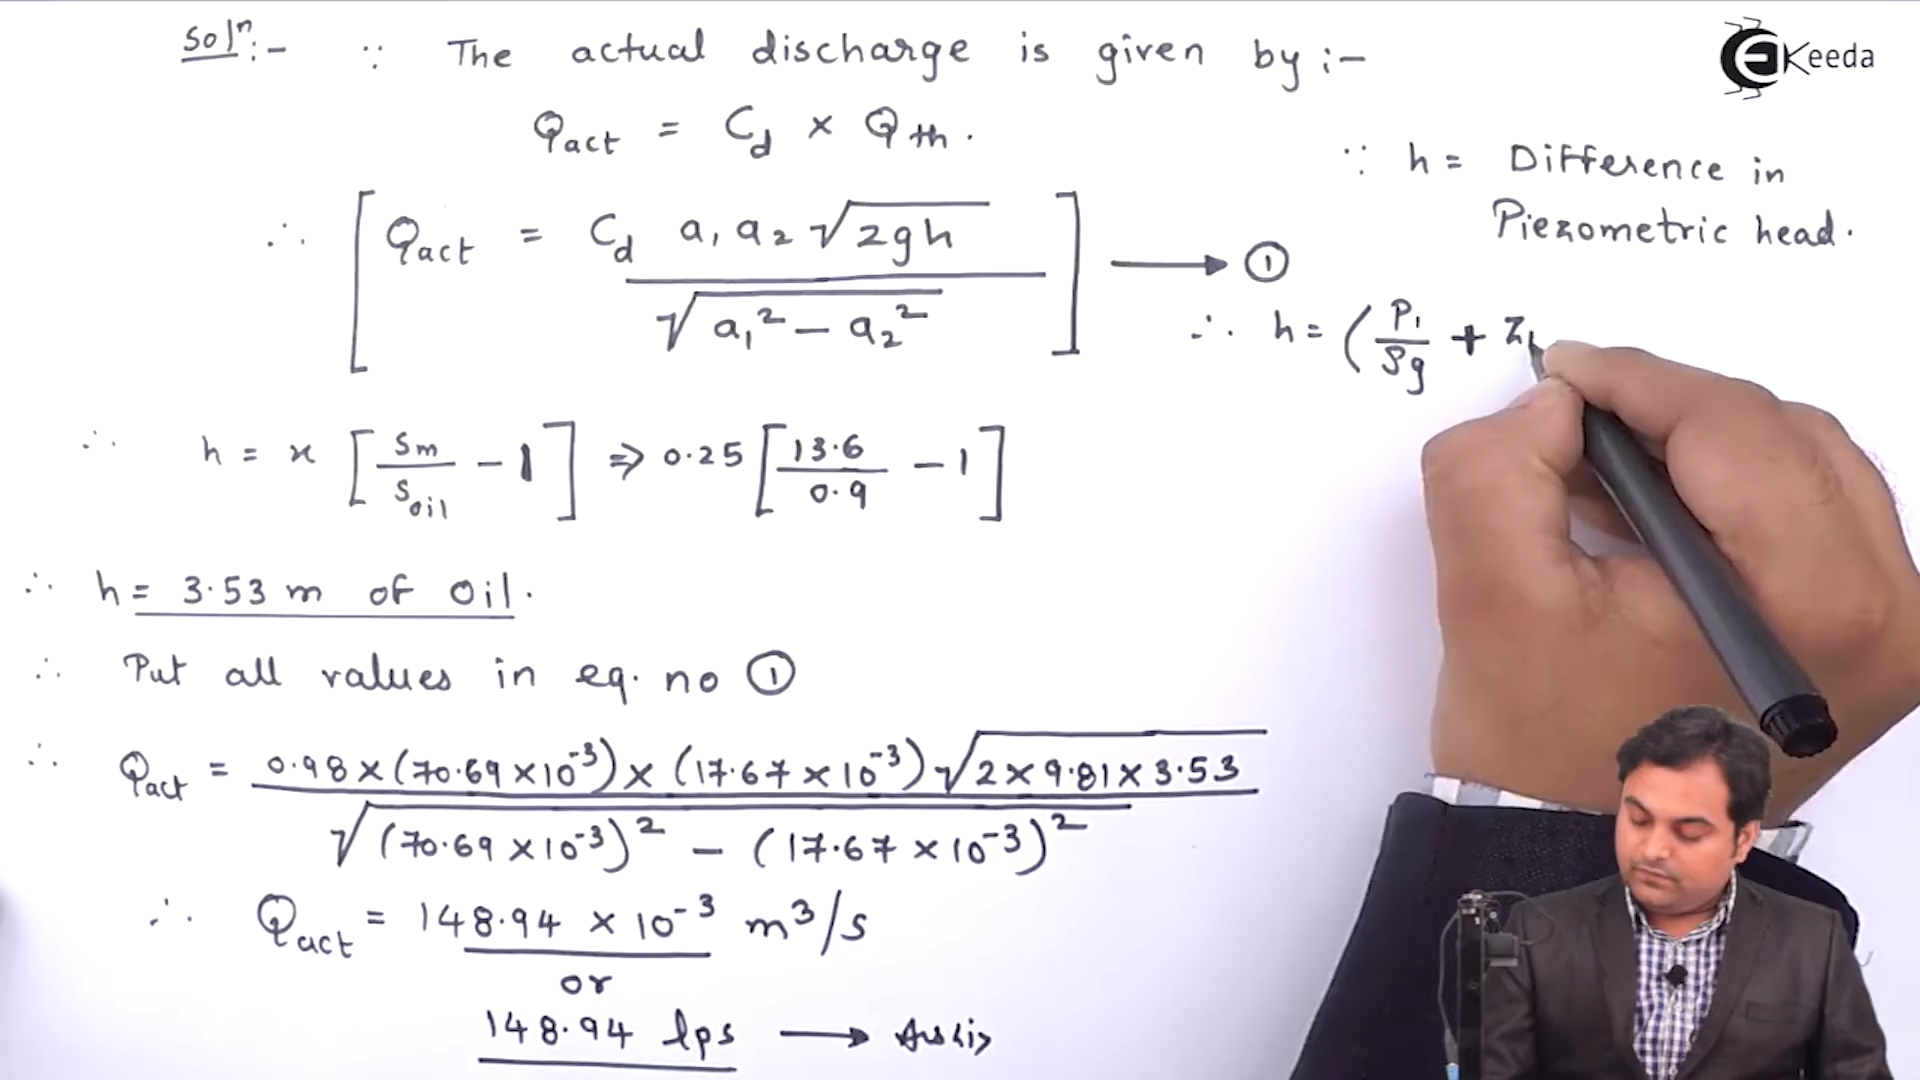 Solⁿ:- ∵ The actual discharge is given by:-
Qact = Cd × Qth.
∴ [ Qact = Cd a₁ a₂ √2gh / √a₁² − a₂² ] → ①
∵ h = Difference in
Piezometric head.
∴ h = ( P₁/ρg + Z₁
∴ h = x [ Sm/Soil − 1 ] ⇒ 0.25 [ 13.6/0.9 − 1 ]
∴ h = 3.53 m of oil.
∴ Put all values in eq. no ①
∴ Qact = 0.98 × (70.69 × 10⁻³) × (17.67 × 10⁻³) √2 × 9.81 × 3.53 / √(70.69 × 10⁻³)² − (17.67 × 10⁻³)²
∴ Qact = 148.94 × 10⁻³ m³/s
or
148.94 lps →
EKeeda